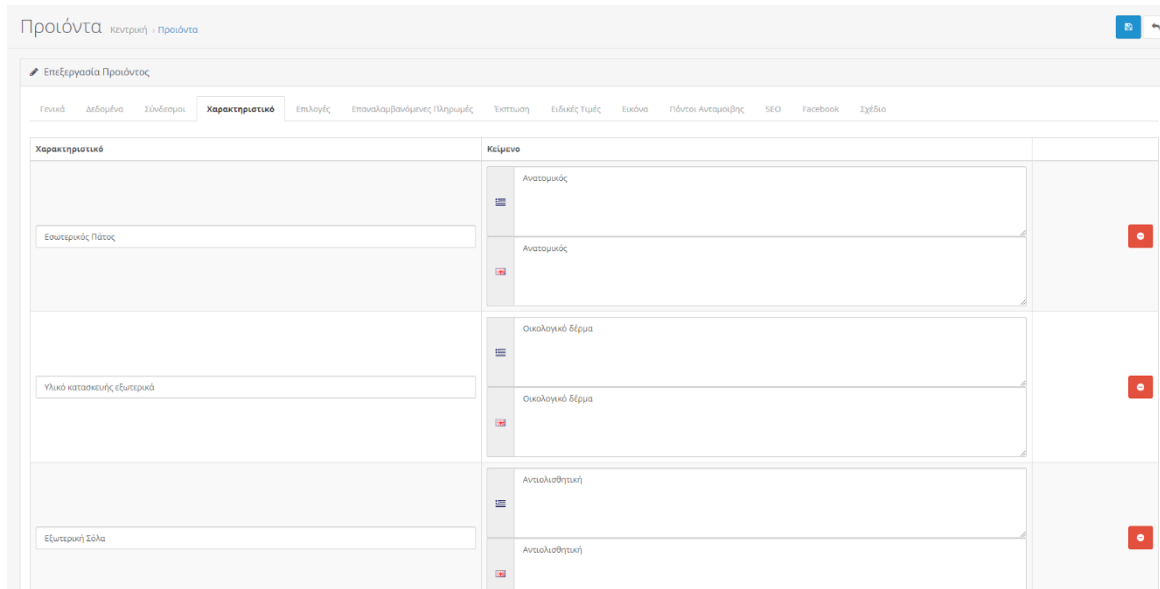 Προιόντα Κεντρική › Προιόντα
Επεξεργασία Προιόντος
Γενικά Δεδομένα Σύνδεσμοι Χαρακτηριστικό Επιλογές Επαναλαμβανόμενες Πληρωμές Έκπτωση Ειδικές Τιμές Εικόνα Πόντοι Ανταμοιβης SEO Facebook Σχέδιο
Χαρακτηριστικό Κείμενο
Ανατομικός
Εσωτερικός Πάτος
Ανατομικός
Οικολογικό δέρμα
Υλικό κατασκευής εξωτερικά
Οικολογικό δέρμα
Αντιολισθητική
Εξωτερική Σόλα
Αντιολισθητική